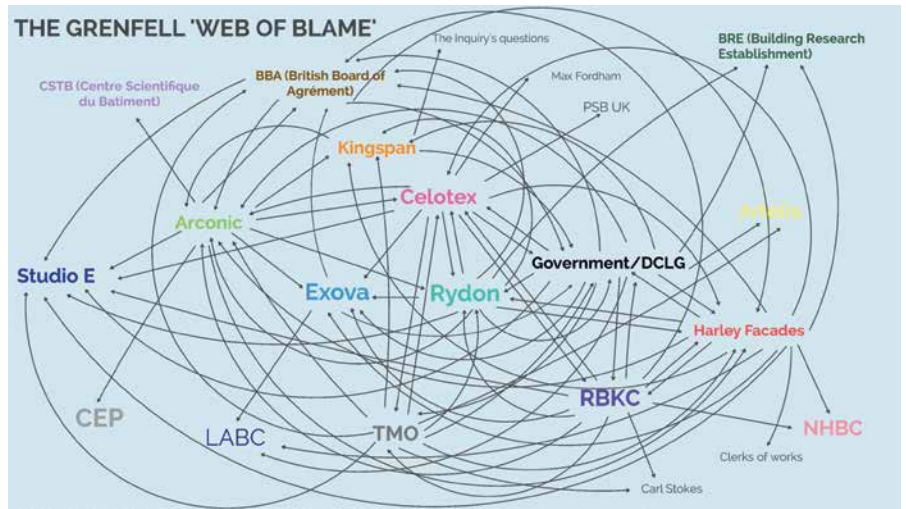 THE GRENFELL 'WEB OF BLAME'
The Inquiry's questions
BRE (Building Research
Establishment)
CSTB (Centre Scientifique
du Batiment)
BBA (British Board of
Agrément)
Max Fordham
PSB UK
Kingspan
Celotex
Arconic
Artelia
Studio E
Government/DCLG
Exova
Rydon
Harley Facades
RBKC
CEP
LABC
TMO
NHBC
Clerks of works
Carl Stokes